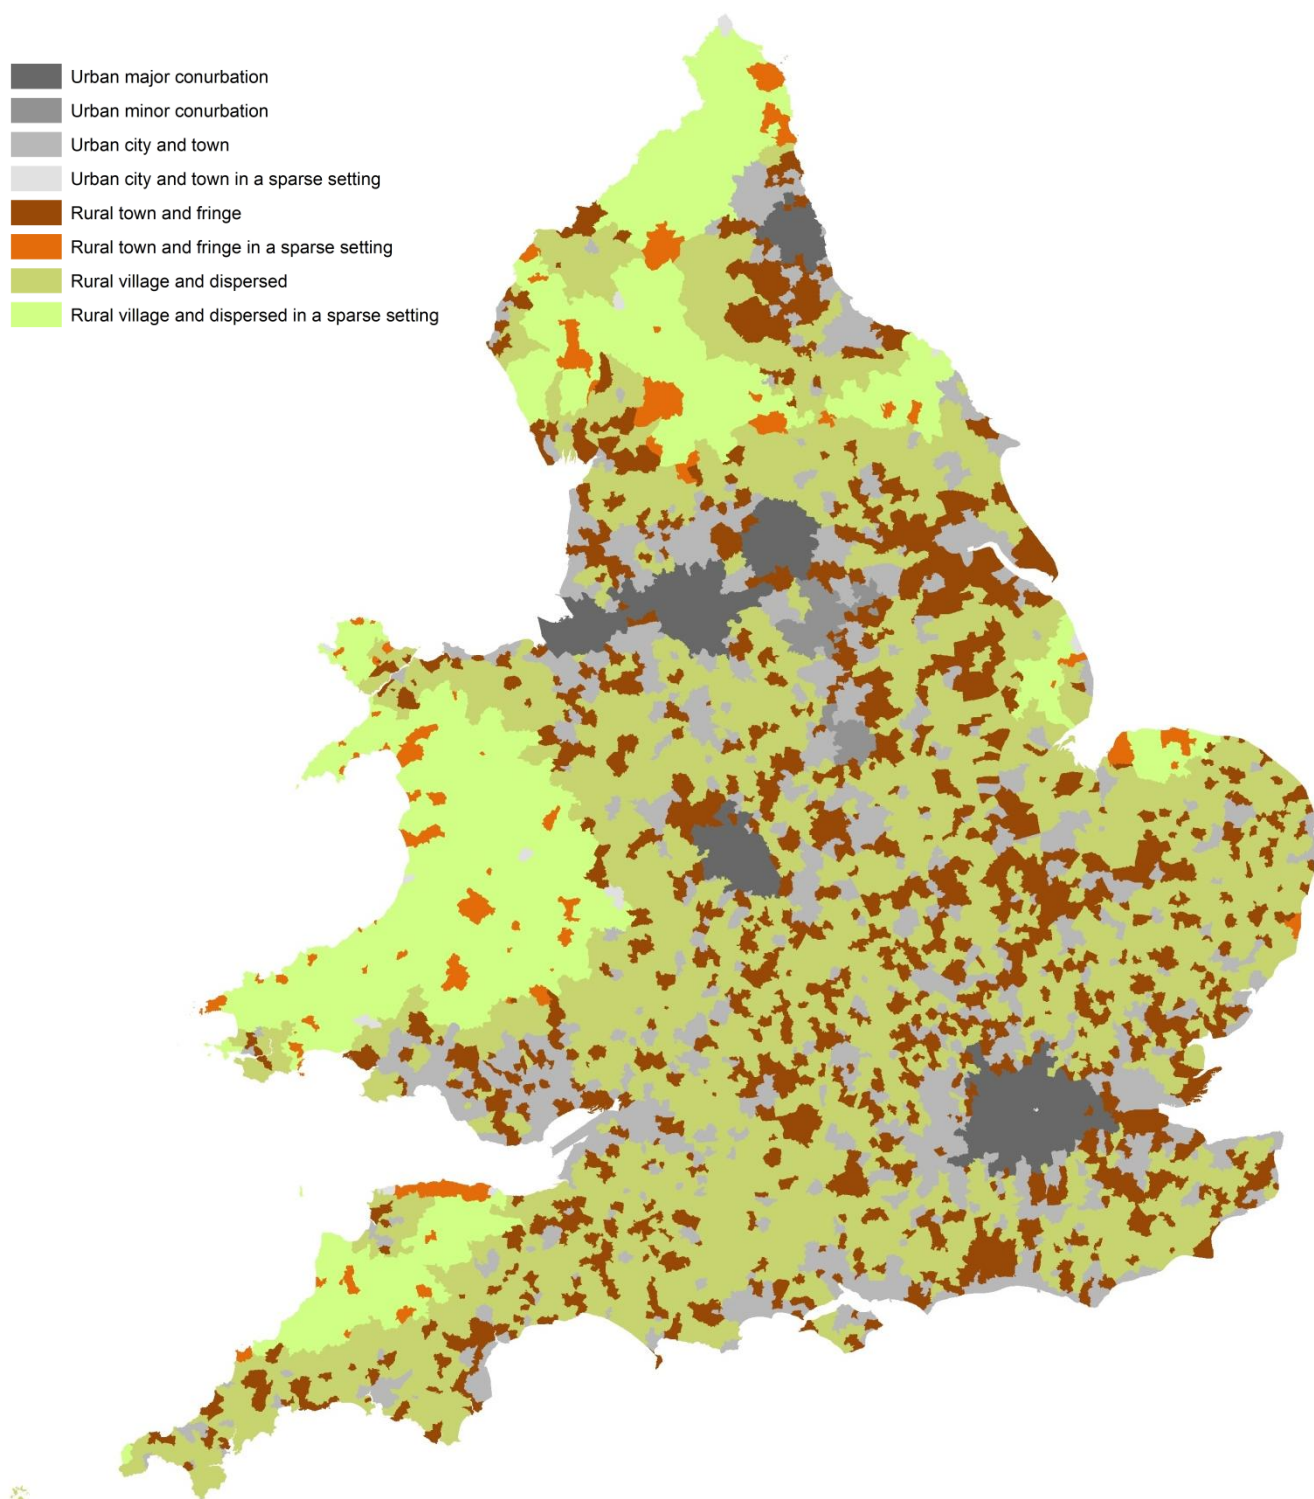 Urban major conurbation
Urban minor conurbation
Urban city and town
Urban city and town in a sparse setting
Rural town and fringe
Rural town and fringe in a sparse setting
Rural village and dispersed
Rural village and dispersed in a sparse setting